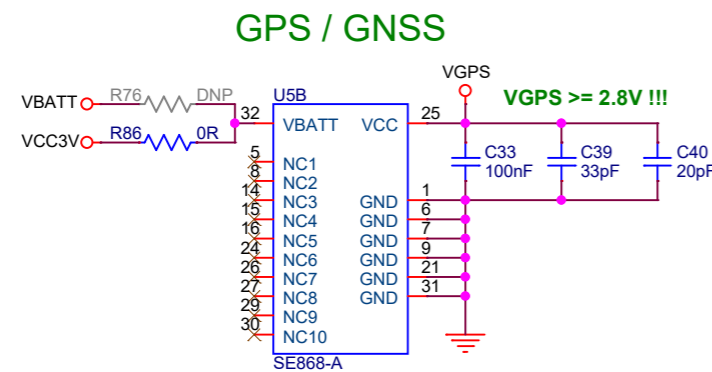 GPS / GNSS
VGPS
VGPS >= 2.8V !!!
VBATT R76 DNP
VCC3V R86 0R
U5B
32 VBATT VCC 25
5 NC1
8 NC2
14 NC3
15 NC4
16 NC5
24 NC6
26 NC7
27 NC8
29 NC9
30 NC10
GND 1
GND 6
GND 7
GND 9
GND 21
GND 31
SE868-A
C33
100nF
C39
33pF
C40
20pF